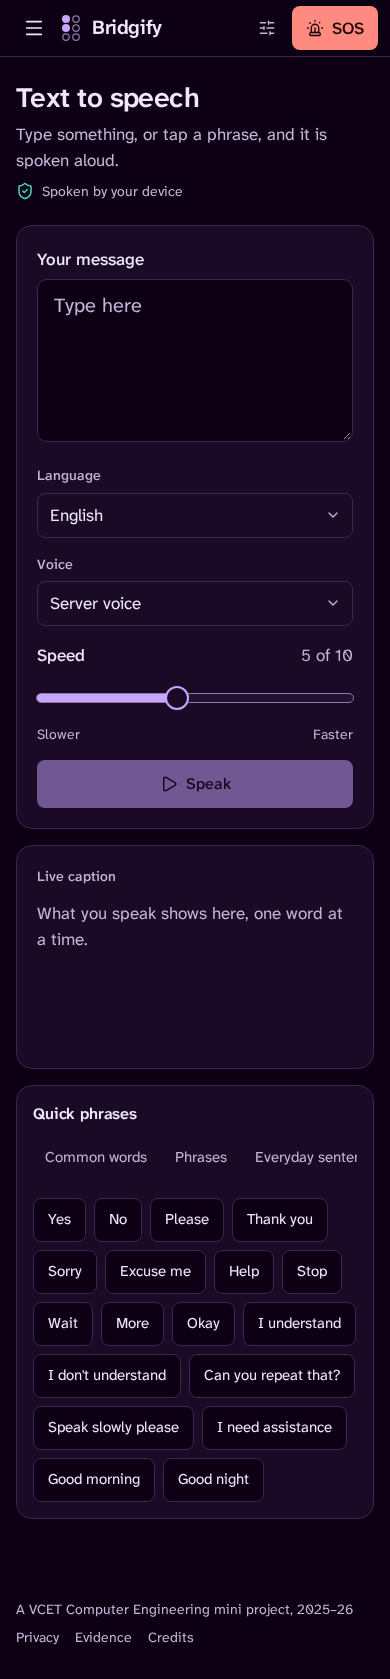 Bridgify
SOS
Text to speech
Type something, or tap a phrase, and it is
spoken aloud.
Spoken by your device
Your message
Type here
Language
English
Voice
Server voice
Speed 5 of 10
Slower Faster
Speak
Live caption
What you speak shows here, one word at
a time.
Quick phrases
Common words Phrases Everyday senten
Yes No Please Thank you
Sorry Excuse me Help Stop
Wait More Okay I understand
I don't understand Can you repeat that?
Speak slowly please I need assistance
Good morning Good night
A VCET Computer Engineering mini project, 2025–26
Privacy Evidence Credits